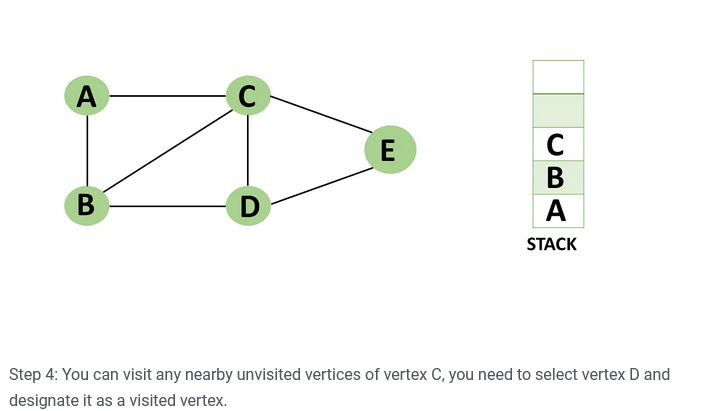 A
C
E
B
D
C
B
A
STACK
Step 4: You can visit any nearby unvisited vertices of vertex C, you need to select vertex D and
designate it as a visited vertex.